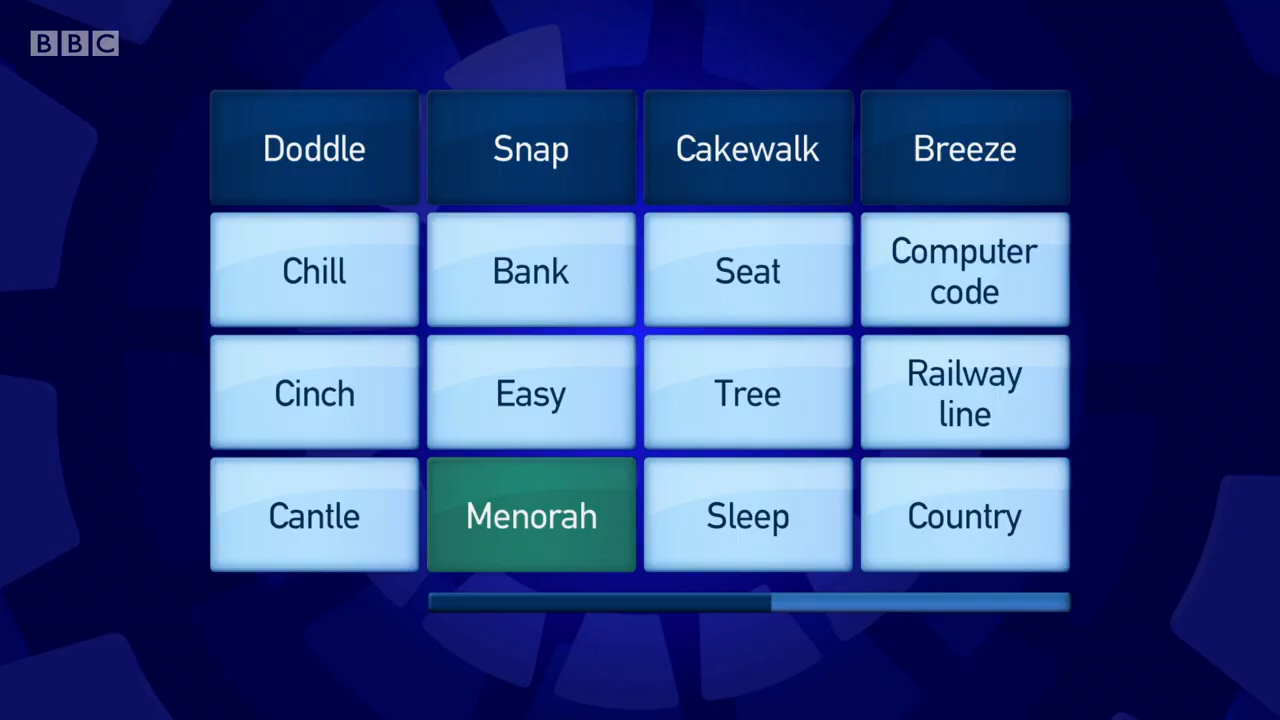 BBC
Doddle
Snap
Cakewalk
Breeze
Chill
Bank
Seat
Computer
code
Cinch
Easy
Tree
Railway
line
Cantle
Menorah
Sleep
Country